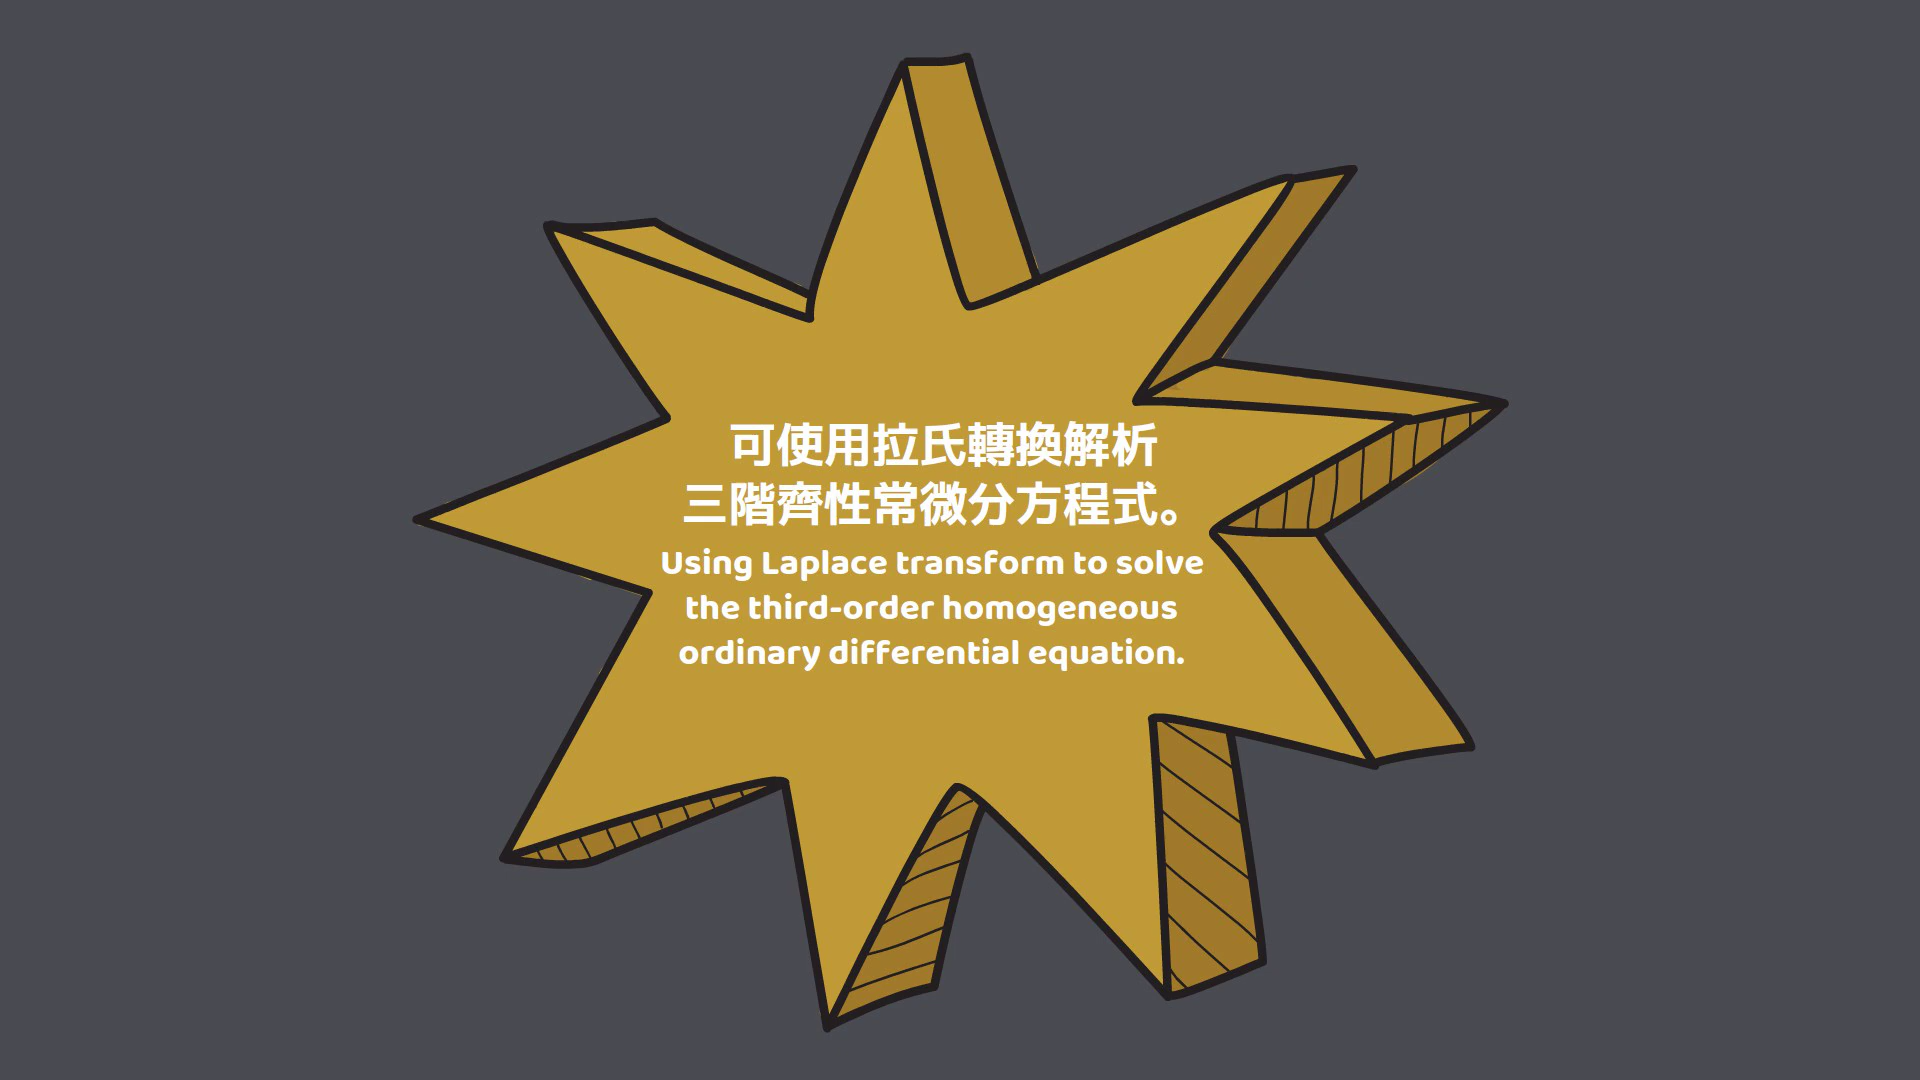 可使用拉氏轉換解析
三階齊性常微分方程式。
Using Laplace transform to solve
the third-order homogeneous
ordinary differential equation.